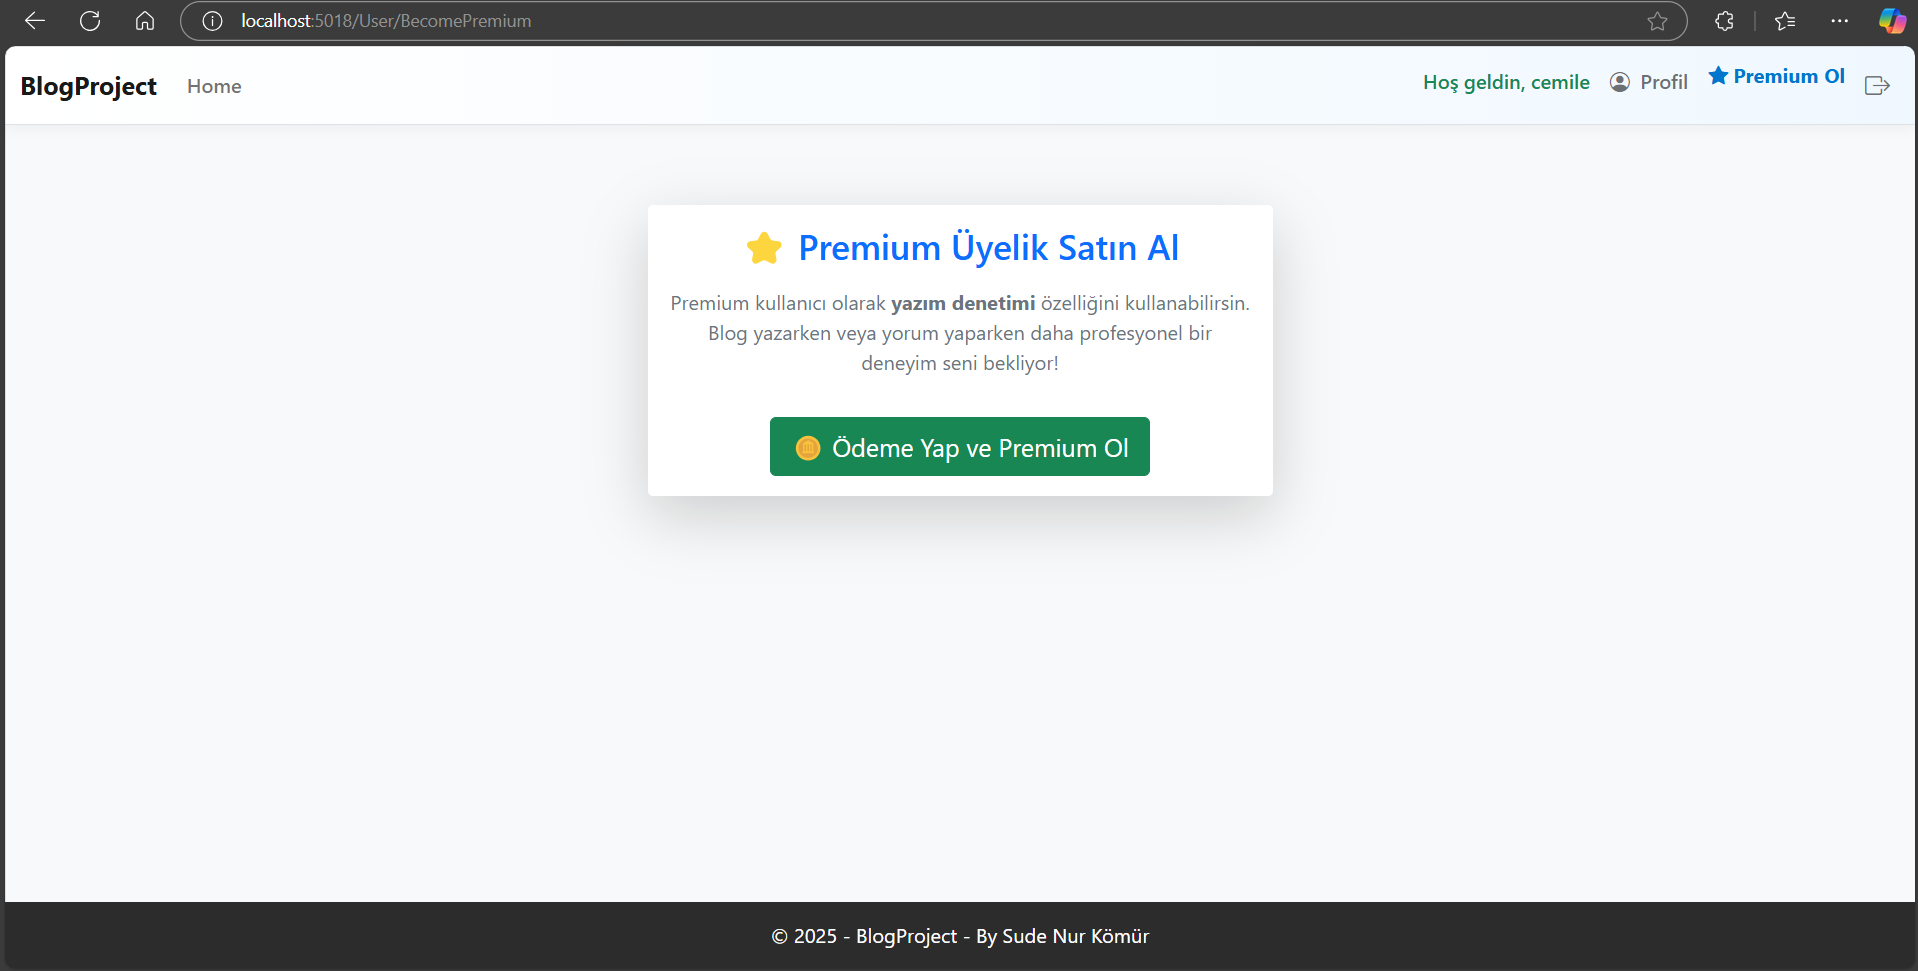 localhost:5018/User/BecomePremium
BlogProject
Home
Hoş geldin, cemile
Profil
Premium Ol
Premium Üyelik Satın Al
Premium kullanıcı olarak yazım denetimi özelliğini kullanabilirsin.
Blog yazarken veya yorum yaparken daha profesyonel bir
deneyim seni bekliyor!
Ödeme Yap ve Premium Ol
© 2025 - BlogProject - By Sude Nur Kömür